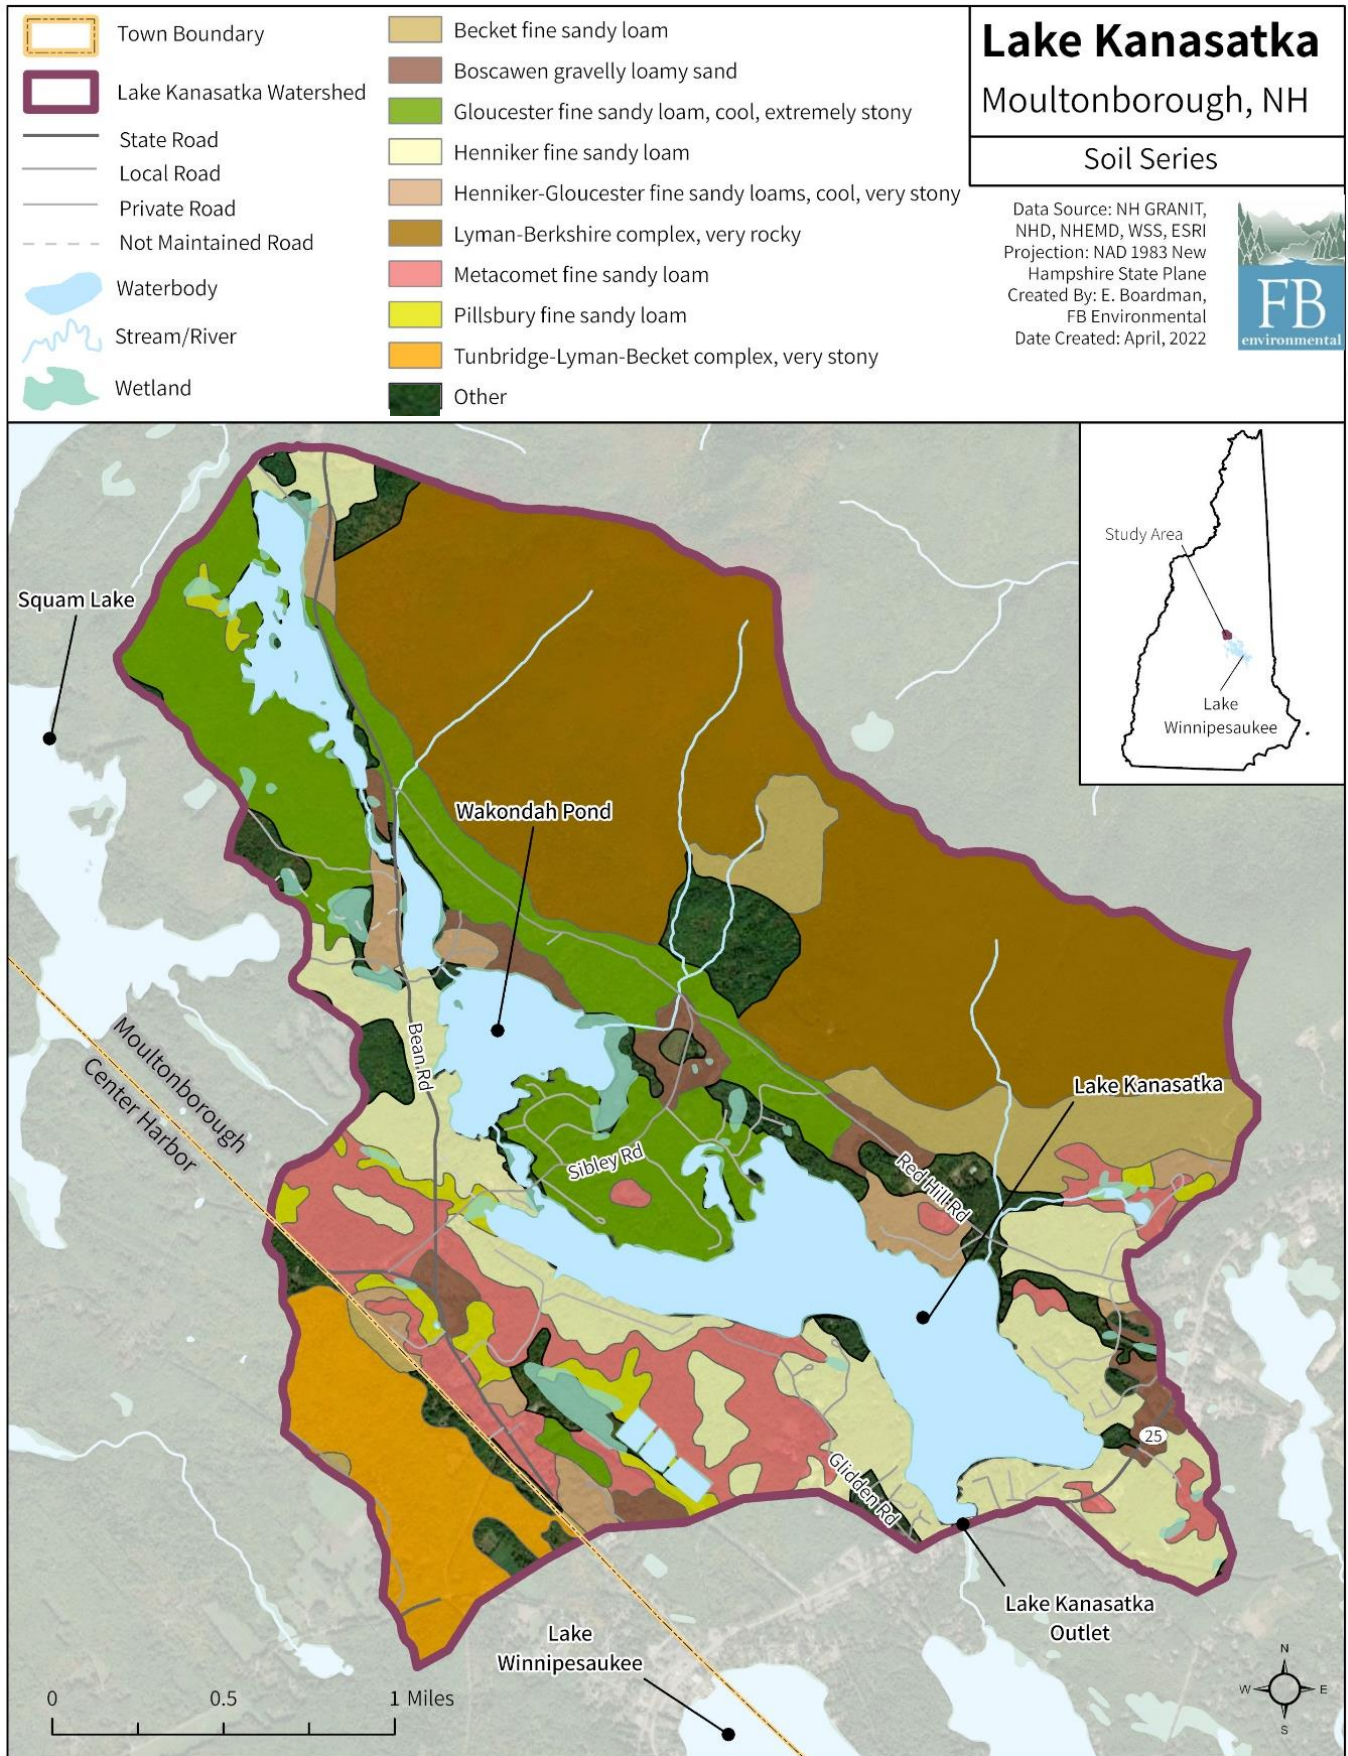 Town Boundary
Lake Kanasatka Watershed
State Road
Local Road
Private Road
Not Maintained Road
Waterbody
Stream/River
Wetland
Becket fine sandy loam
Boscawen gravelly loamy sand
Gloucester fine sandy loam, cool, extremely stony
Henniker fine sandy loam
Henniker-Gloucester fine sandy loams, cool, very stony
Lyman-Berkshire complex, very rocky
Metacomet fine sandy loam
Pillsbury fine sandy loam
Tunbridge-Lyman-Becket complex, very stony
Other
Lake Kanasatka
Moultonborough, NH
Soil Series
Data Source: NH GRANIT,
NHD, NHEMD, WSS, ESRI
Projection: NAD 1983 New
Hampshire State Plane
Created By: E. Boardman,
FB Environmental
Date Created: April, 2022
FB
environmental
Study Area
Lake
Winnipesaukee
Squam Lake
Wakondah Pond
Moultonborough
Center Harbor
Bean Rd
Lake Kanasatka
Sibley Rd
Red Hill Rd
25
Glidden Rd
Lake Kanasatka
Outlet
Lake
Winnipesaukee
0 0.5 1 Miles
N
W E
S